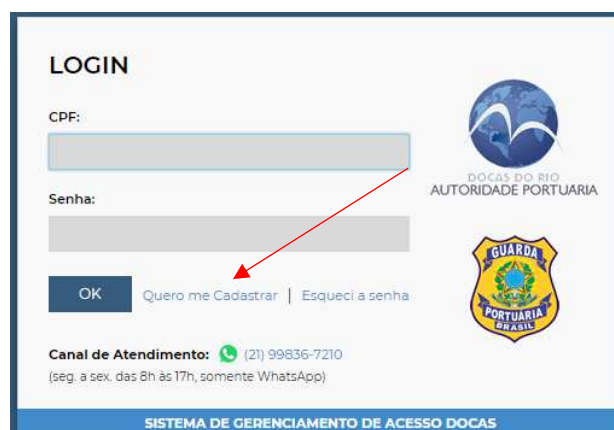 LOGIN
CPF:
Senha:
OK Quero me Cadastrar | Esqueci a senha
Canal de Atendimento: (21) 99836-7210
(seg. a sex. das 8h às 17h, somente WhatsApp)
DOCAS DO RIO
AUTORIDADE PORTUARIA
GUARDA
PORTUÁRIA
BRASIL
SISTEMA DE GERENCIAMENTO DE ACESSO DOCAS